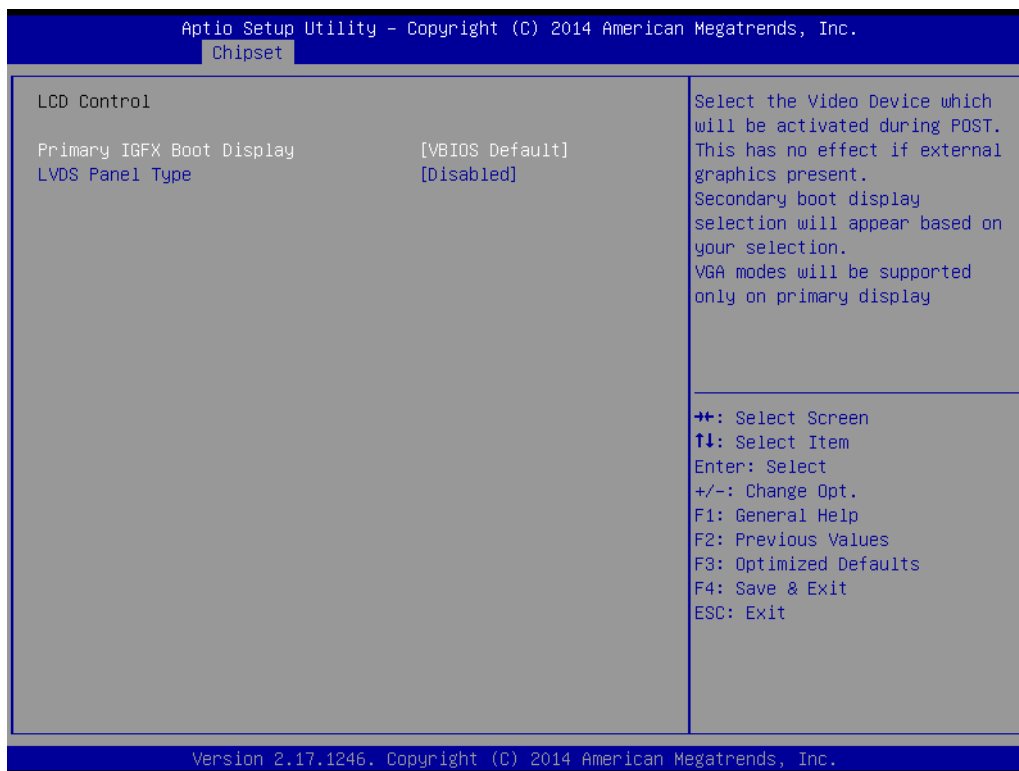 Aptio Setup Utility – Copyright (C) 2014 American Megatrends, Inc.
Chipset
LCD Control
Primary IGFX Boot Display [VBIOS Default]
LVDS Panel Type [Disabled]
Select the Video Device which
will be activated during POST.
This has no effect if external
graphics present.
Secondary boot display
selection will appear based on
your selection.
VGA modes will be supported
only on primary display
→←: Select Screen
↑↓: Select Item
Enter: Select
+/-: Change Opt.
F1: General Help
F2: Previous Values
F3: Optimized Defaults
F4: Save & Exit
ESC: Exit
Version 2.17.1246. Copyright (C) 2014 American Megatrends, Inc.